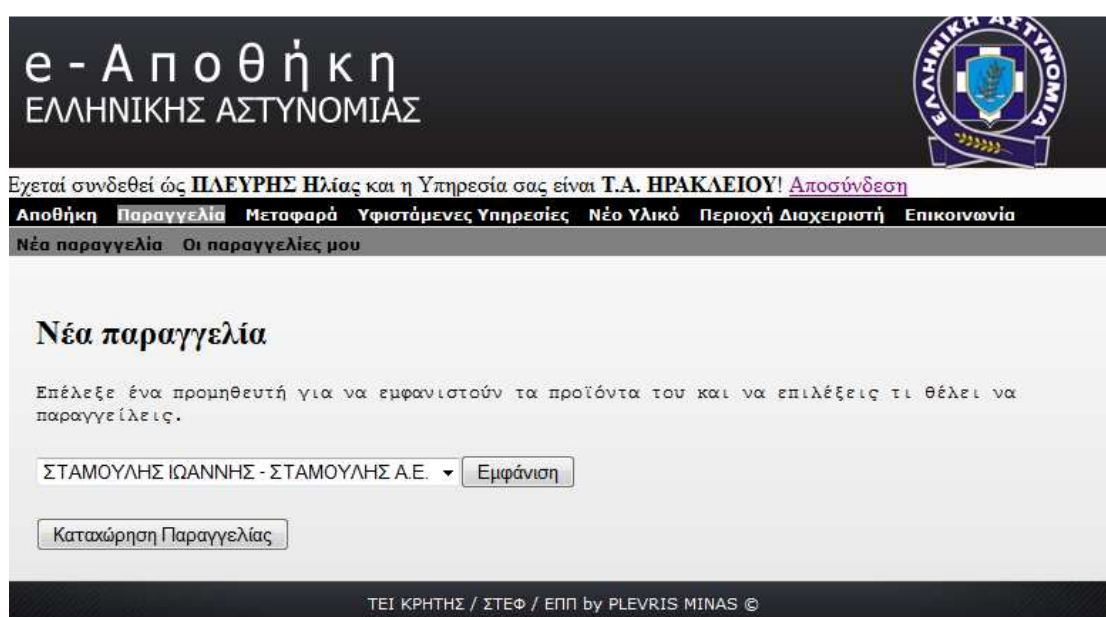 e - Α π ο θ ή κ η
ΕΛΛΗΝΙΚΗΣ ΑΣΤΥΝΟΜΙΑΣ
ΕΛΛΗΝΙΚΗ ΑΣΤΥΝΟΜΙΑ
Εχεταί συνδεθεί ώς ΠΛΕΥΡΗΣ Ηλίας και η Υπηρεσία σας είναι Τ.Α. ΗΡΑΚΛΕΙΟΥ! Αποσύνδεση
Αποθήκη Παραγγελία Μεταφορά Υφιστάμενες Υπηρεσίες Νέο Υλικό Περιοχή Διαχειριστή Επικοινωνία
Νέα παραγγελία Οι παραγγελίες μου
Νέα παραγγελία
Επέλεξε ένα προμηθευτή για να εμφανιστούν τα προϊόντα του και να επιλέξεις τι θέλει να
παραγγείλεις.
ΣΤΑΜΟΥΛΗΣ ΙΩΑΝΝΗΣ - ΣΤΑΜΟΥΛΗΣ Α.Ε. Εμφάνιση
Καταχώρηση Παραγγελίας
ΤΕΙ ΚΡΗΤΗΣ / ΣΤΕΦ / ΕΠΠ by PLEVRIS MINAS ©